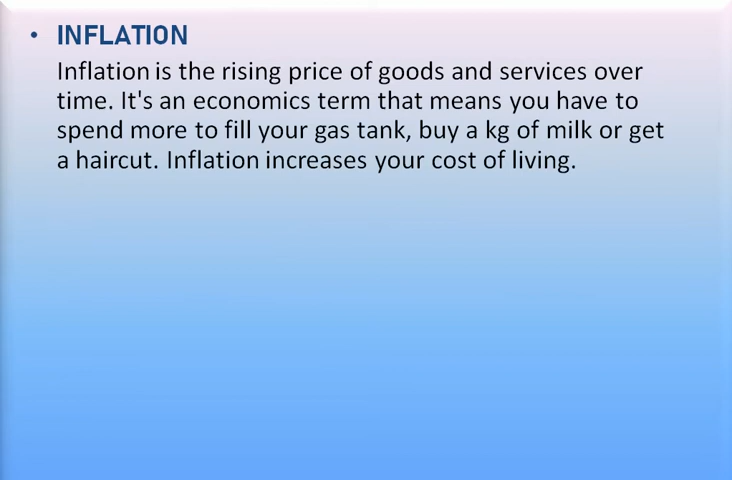 • INFLATION
Inflation is the rising price of goods and services over
time. It's an economics term that means you have to
spend more to fill your gas tank, buy a kg of milk or get
a haircut. Inflation increases your cost of living.